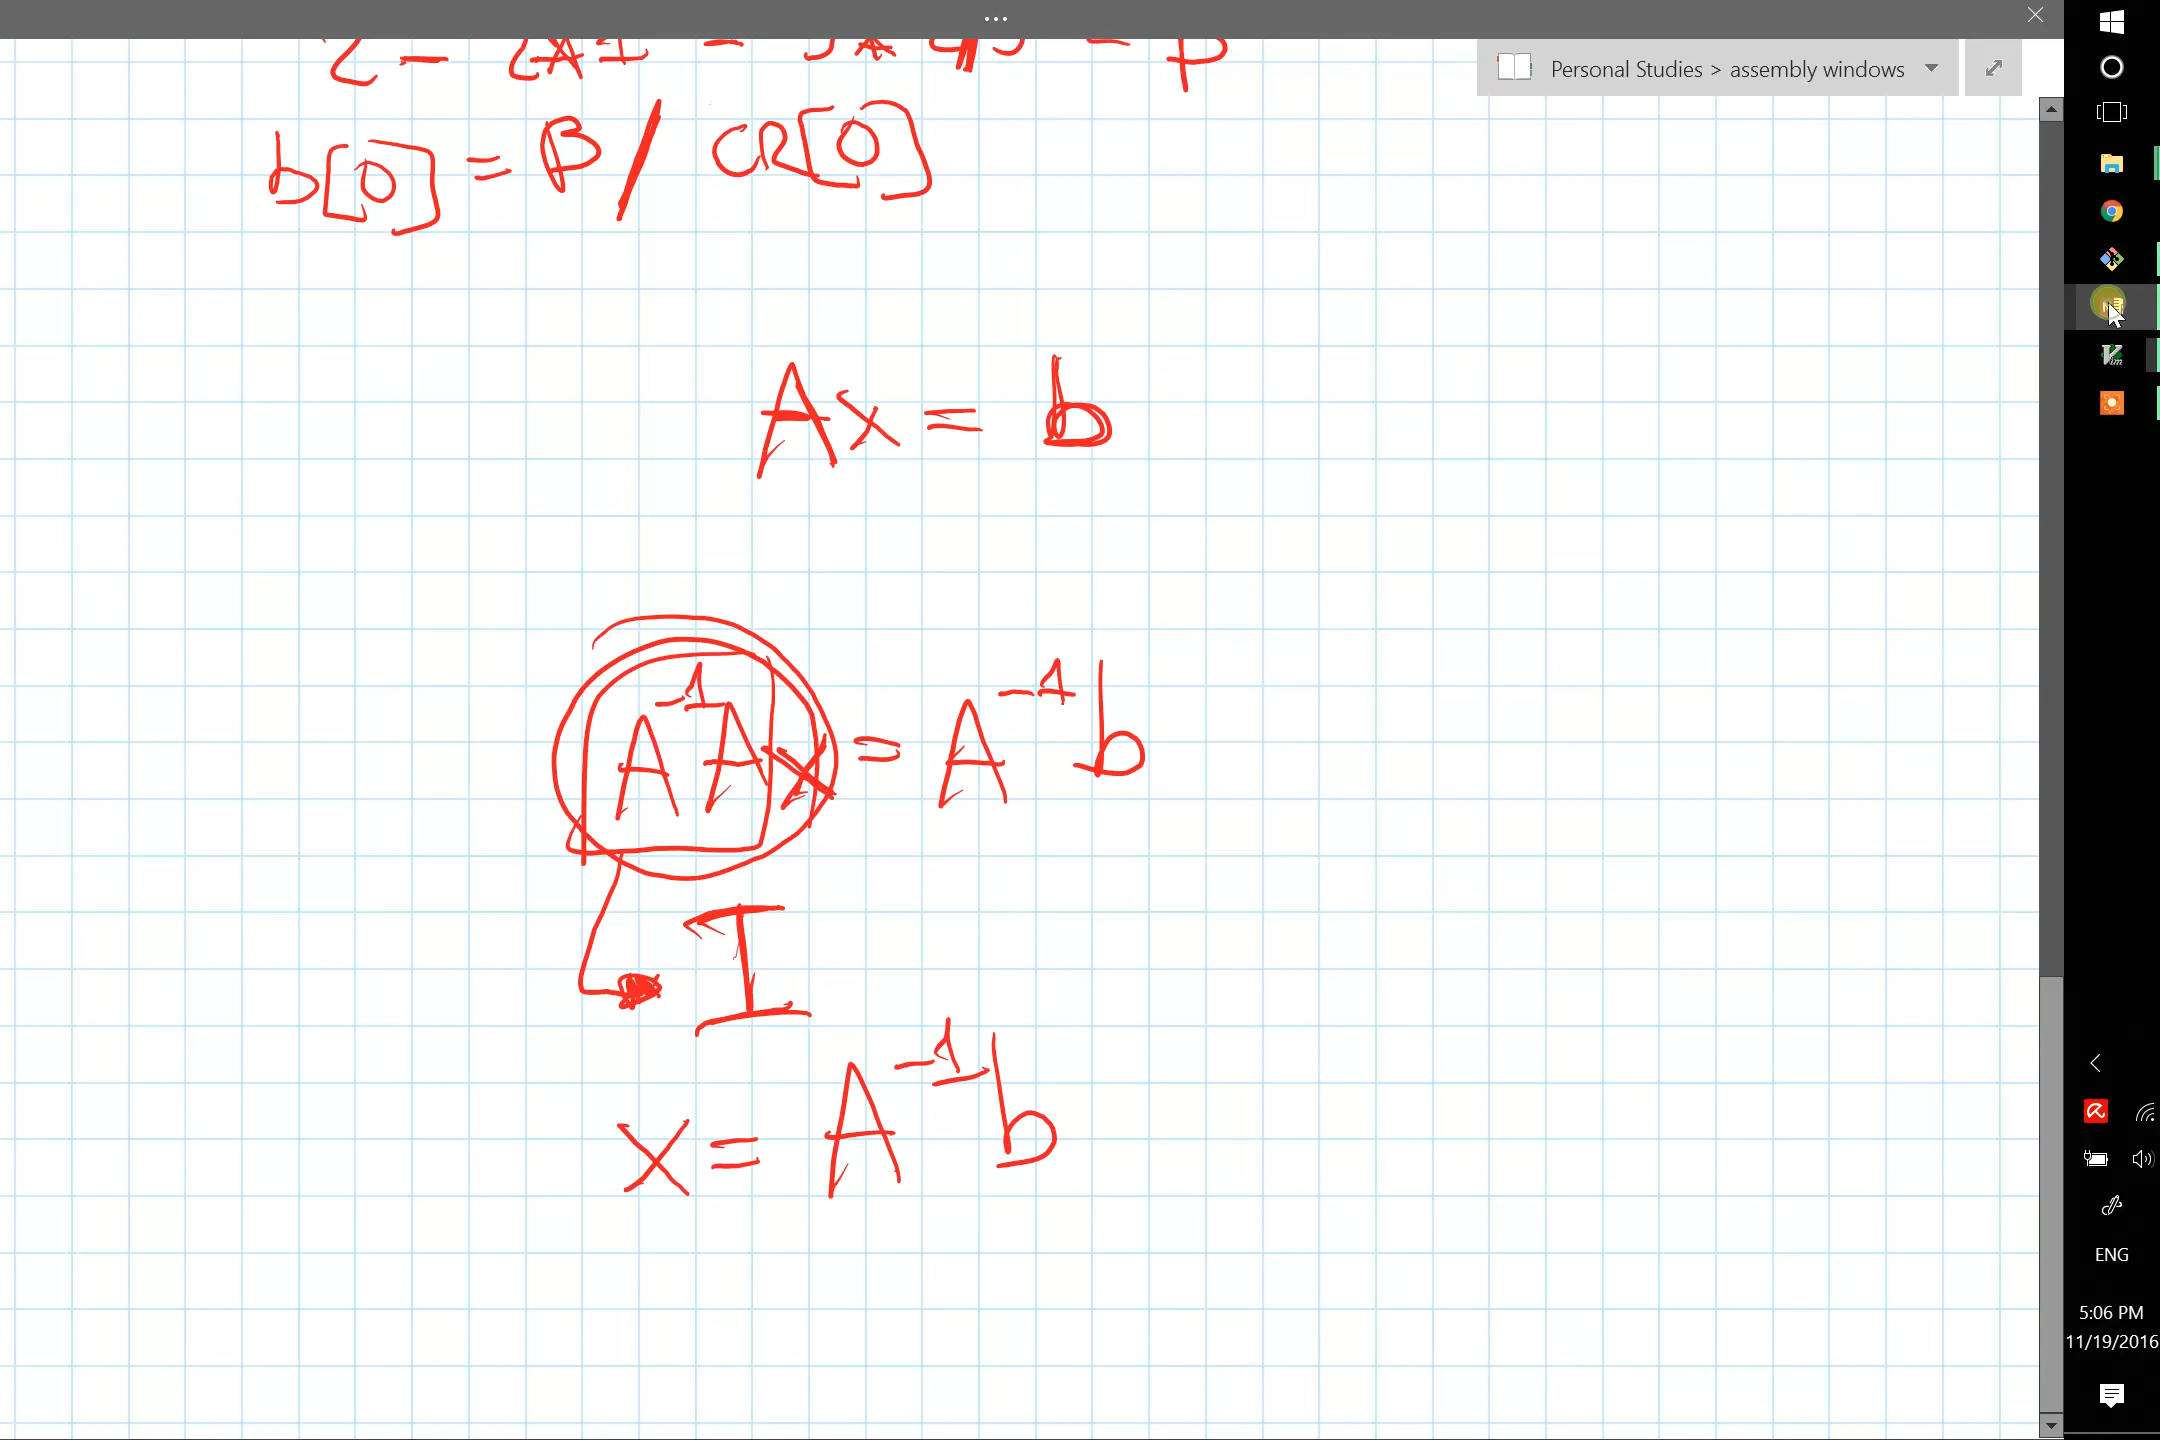 ...
Personal Studies > assembly windows
b[0] = β / CR[0]
Ax = b
A⁻¹Ax = A⁻¹b
I
x = A⁻¹b
ENG
5:06 PM
11/19/2016